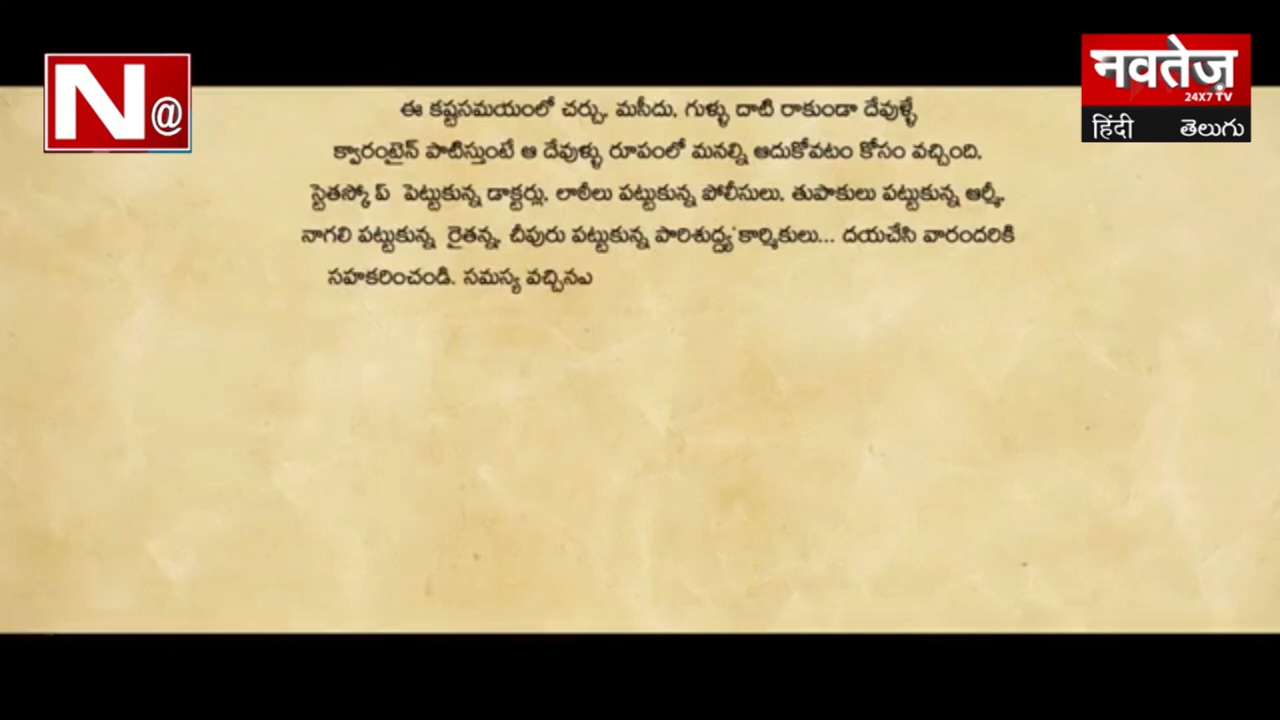 N@
नवतेज़
24X7 TV
हिंदी తెలుగు
ఈ కష్టసమయంలో చర్చు, మసీదు, గుళ్ళు దాటి రాకుండా దేవుళ్ళే
క్వారంటైన్ పాటిస్తుంటే ఆ దేవుళ్ళు రూపంలో మనల్ని ఆదుకోవటం కోసం వచ్చింది.
స్టెతస్కోప్ పెట్టుకున్న డాక్టర్లు, లాఠీలు పట్టుకున్న పోలీసులు, తుపాకులు పట్టుకున్న ఆర్మీ,
నాగలి పట్టుకున్న రైతన్న, చీపురు పట్టుకున్న పారిశుద్ధ్య కార్మికులు... దయచేసి వారందరికి
సహకరించండి. సమస్య వచ్చినఎ